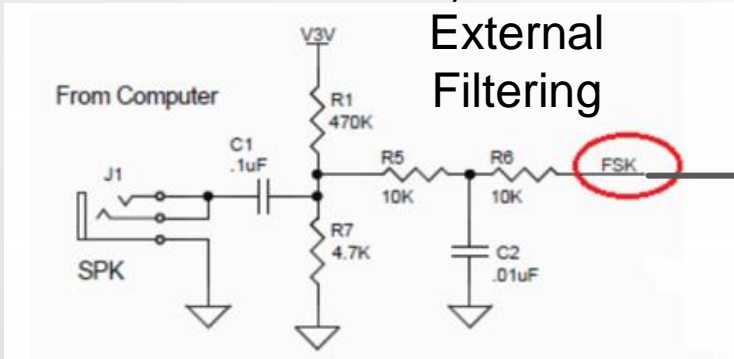 External
Filtering
V3V
From Computer
R1
470K
C1
.1uF
J1
R5
10K
R6
10K
FSK
R7
4.7K
C2
.01uF
SPK